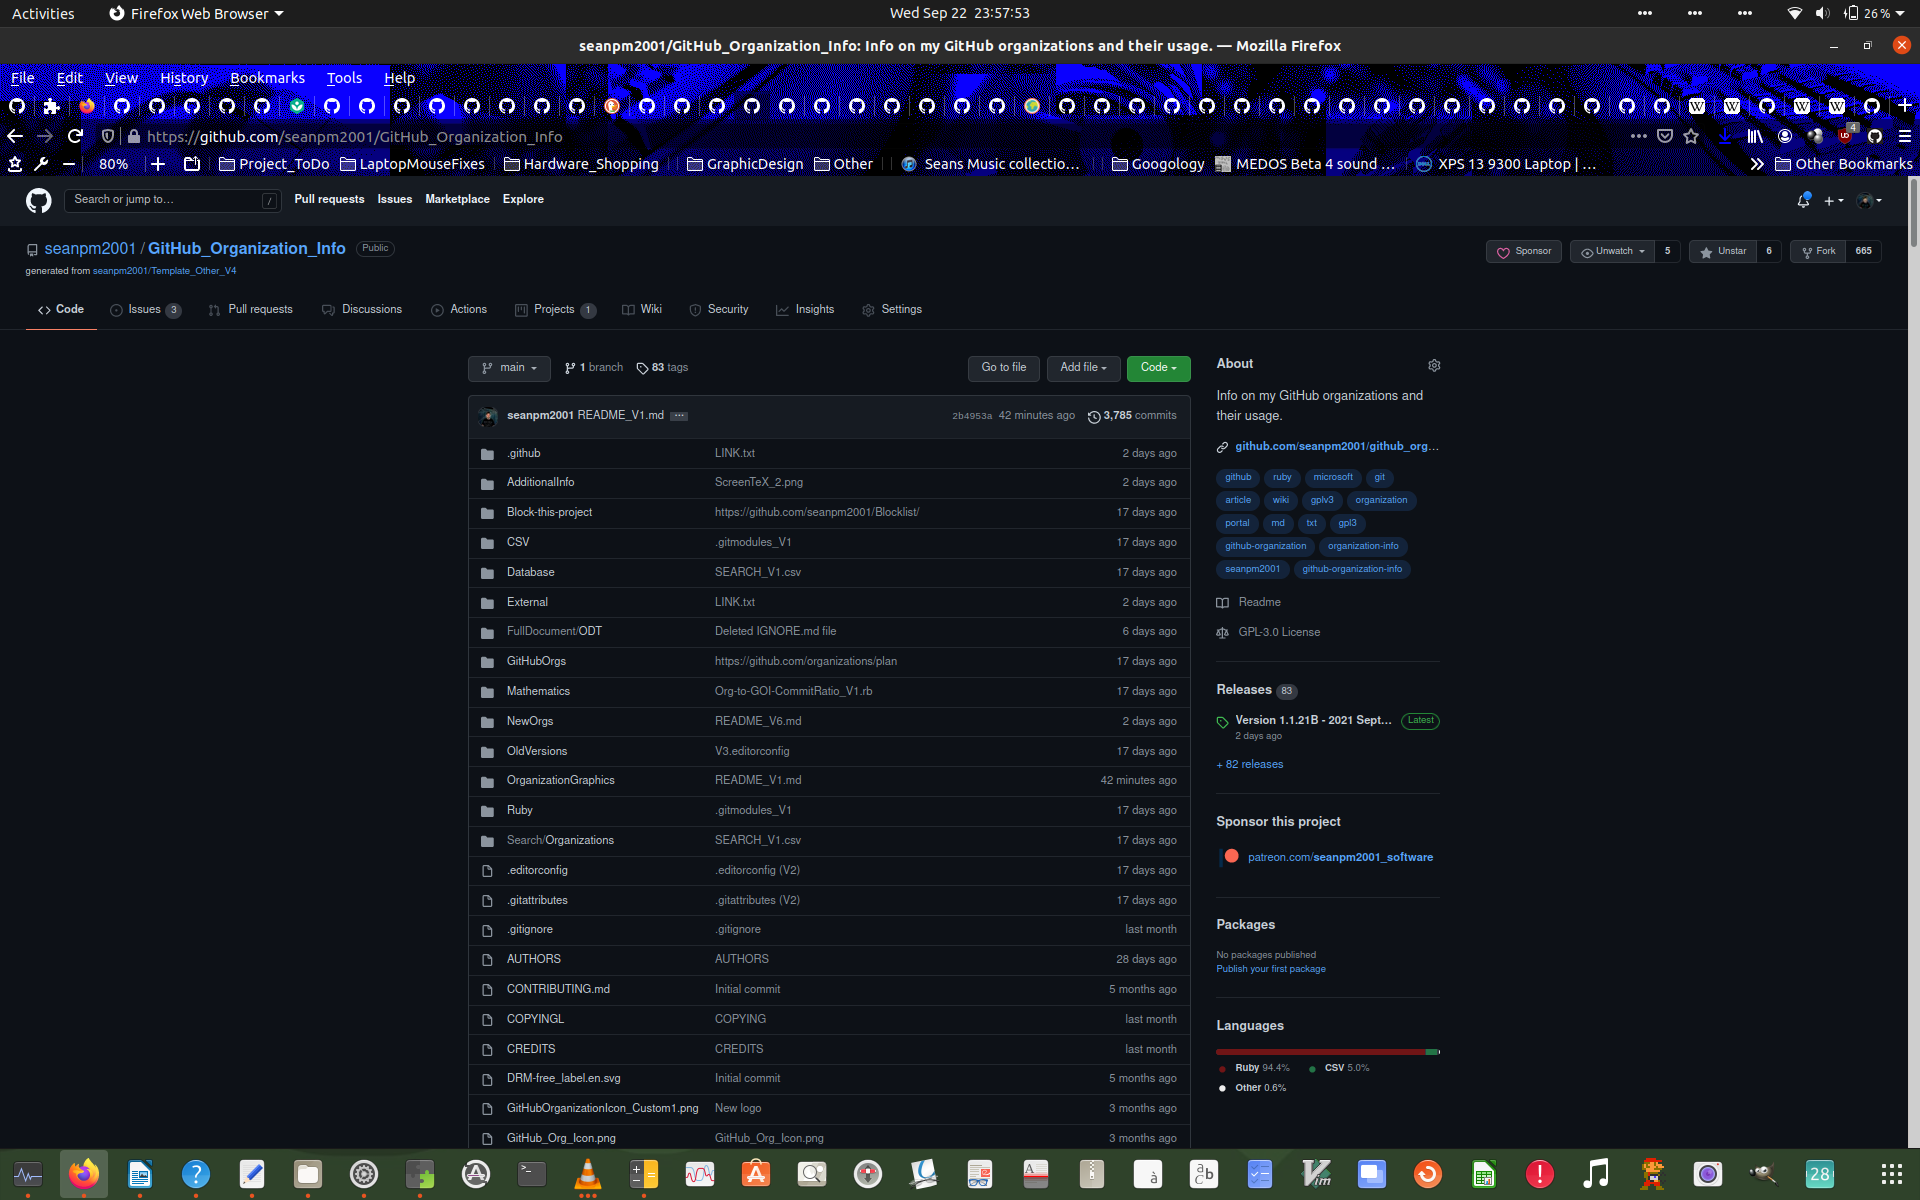 Activities Firefox Web Browser Wed Sep 22 23:57:53 26 %
seanpm2001/GitHub_Organization_Info: Info on my GitHub organizations and their usage. — Mozilla Firefox
File Edit View History Bookmarks Tools Help
https://github.com/seanpm2001/GitHub_Organization_Info 4
80% Project_ToDo LaptopMouseFixes Hardware_Shopping GraphicDesign Other Seans Music collectio… Googology MEDOS Beta 4 sound … XPS 13 9300 Laptop | … Other Bookmarks
Search or jump to… / Pull requests Issues Marketplace Explore
seanpm2001 / GitHub_Organization_Info Public Sponsor Unwatch 5 Unstar 6 Fork 665
generated from seanpm2001/Template_Other_V4
Code Issues 3 Pull requests Discussions Actions Projects 1 Wiki Security Insights Settings
main 1 branch 83 tags Go to file Add file Code
seanpm2001 README_V1.md ... 2b4953a 42 minutes ago 3,785 commits
.github LINK.txt 2 days ago
AdditionalInfo ScreenTeX_2.png 2 days ago
Block-this-project https://github.com/seanpm2001/Blocklist/ 17 days ago
CSV .gitmodules_V1 17 days ago
Database SEARCH_V1.csv 17 days ago
External LINK.txt 2 days ago
FullDocument/ODT Deleted IGNORE.md file 6 days ago
GitHubOrgs https://github.com/organizations/plan 17 days ago
Mathematics Org-to-GOI-CommitRatio_V1.rb 17 days ago
NewOrgs README_V6.md 2 days ago
OldVersions V3.editorconfig 17 days ago
OrganizationGraphics README_V1.md 42 minutes ago
Ruby .gitmodules_V1 17 days ago
Search/Organizations SEARCH_V1.csv 17 days ago
.editorconfig .editorconfig (V2) 17 days ago
.gitattributes .gitattributes (V2) 17 days ago
.gitignore .gitignore last month
AUTHORS AUTHORS 28 days ago
CONTRIBUTING.md Initial commit 5 months ago
COPYINGL COPYING last month
CREDITS CREDITS last month
DRM-free_label.en.svg Initial commit 5 months ago
GitHubOrganizationIcon_Custom1.png New logo 3 months ago
GitHub_Org_Icon.png GitHub_Org_Icon.png 3 months ago
About
Info on my GitHub organizations and
their usage.
github.com/seanpm2001/github_org…
github ruby microsoft git
article wiki gplv3 organization
portal md txt gpl3
github-organization organization-info
seanpm2001 github-organization-info
Readme
GPL-3.0 License
Releases 83
Version 1.1.21B - 2021 Sept... Latest
2 days ago
+ 82 releases
Sponsor this project
patreon.com/seanpm2001_software
Packages
No packages published
Publish your first package
Languages
Ruby 94.4% CSV 5.0%
Other 0.6%
28